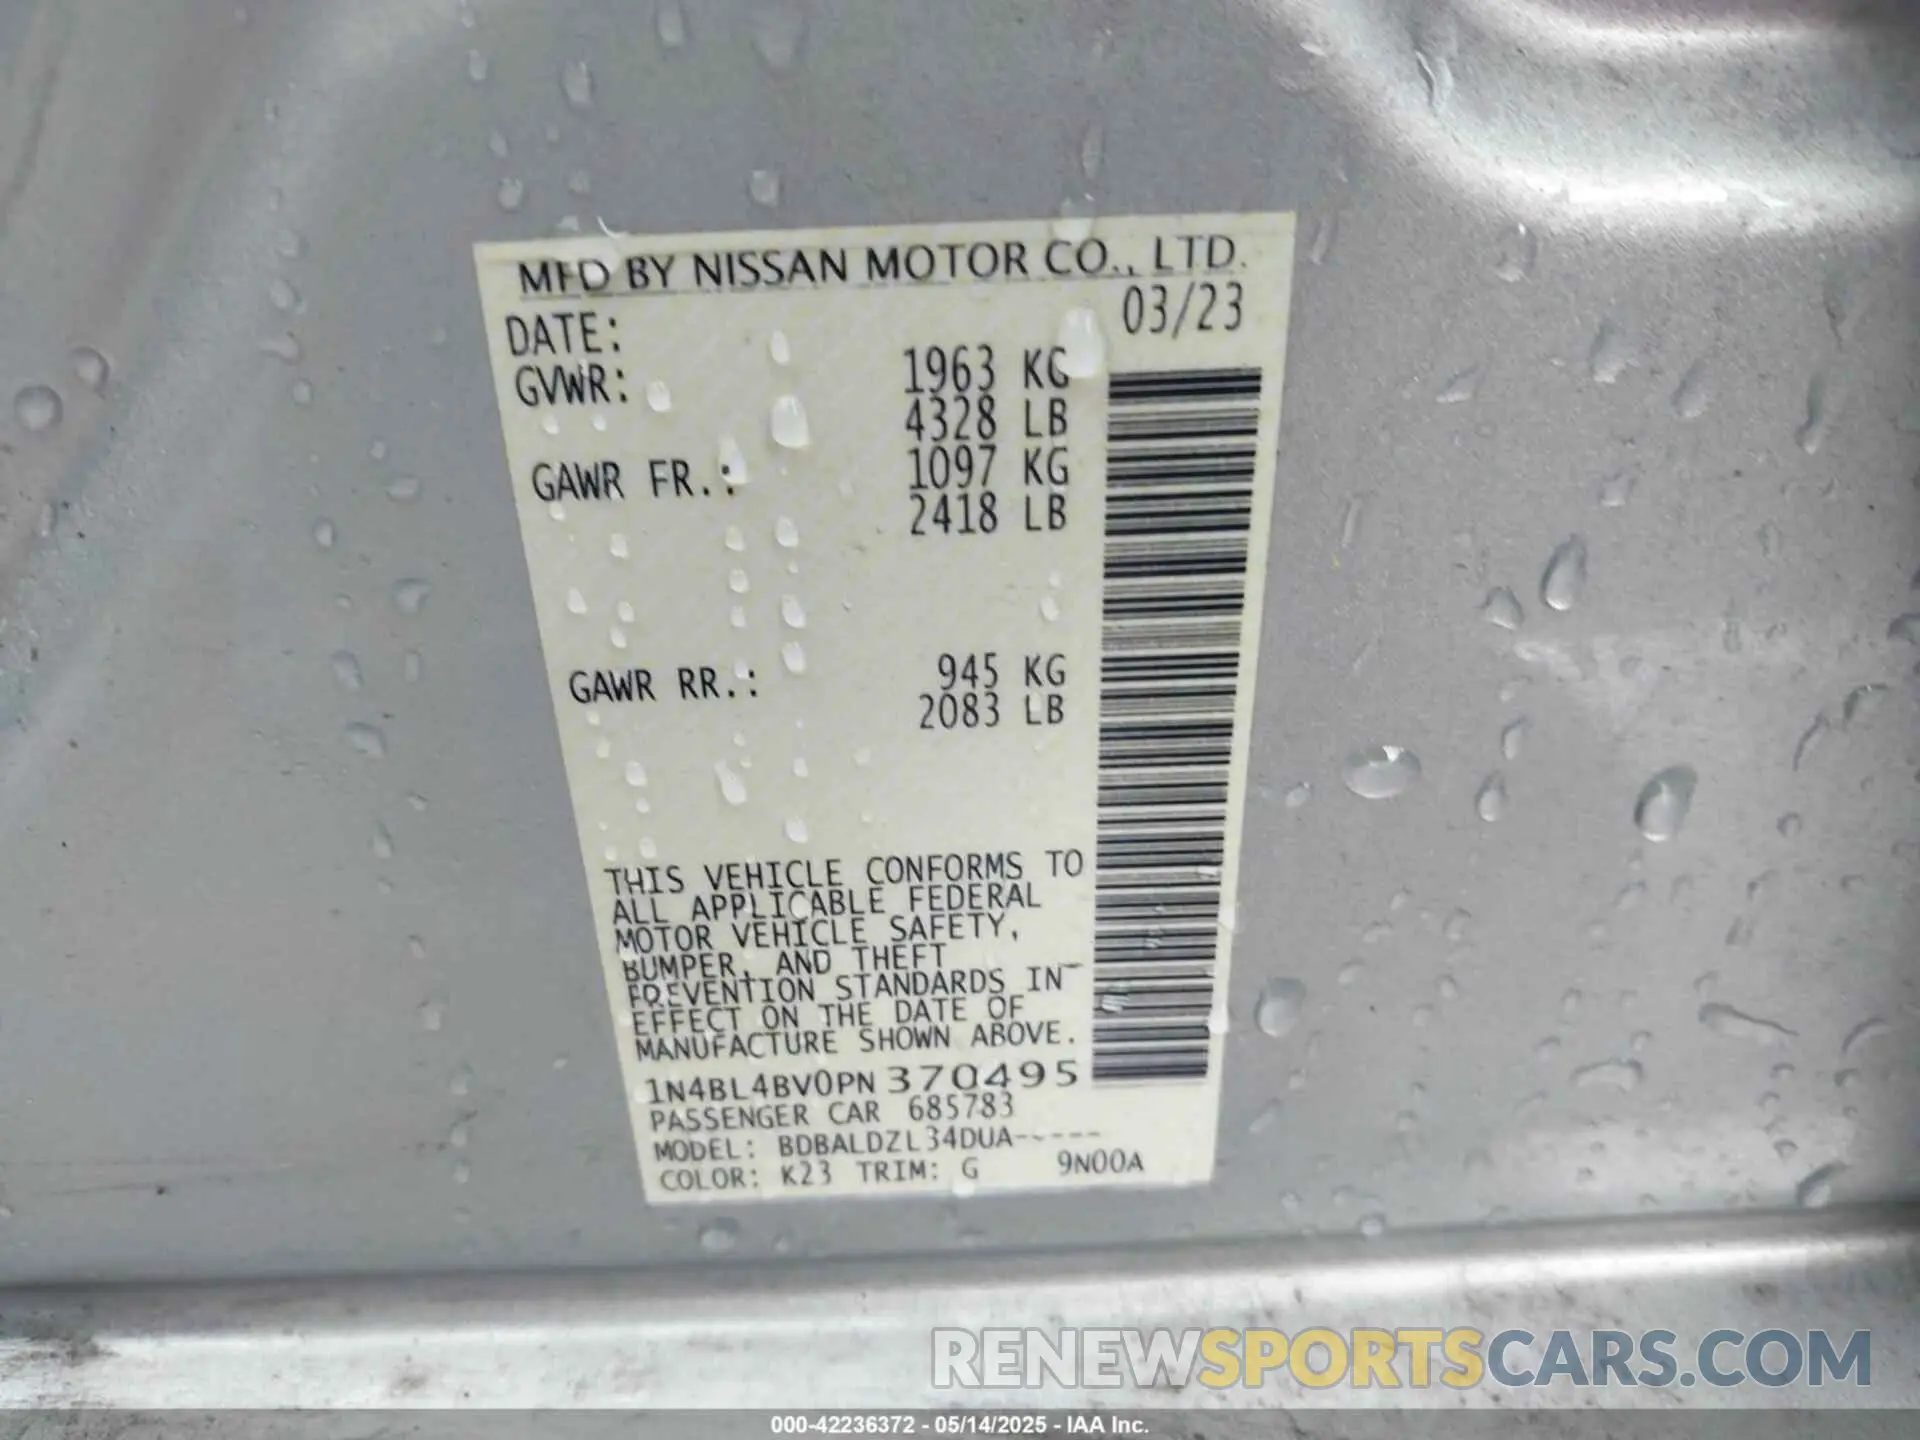 MFD BY NISSAN MOTOR CO., LTD.
DATE: 03/23
GVWR: 1963 KG
4328 LB
GAWR FR.: 1097 KG
2418 LB
GAWR RR.: 945 KG
2083 LB
THIS VEHICLE CONFORMS TO
ALL APPLICABLE FEDERAL
MOTOR VEHICLE SAFETY,
BUMPER, AND THEFT
PREVENTION STANDARDS IN
EFFECT ON THE DATE OF
MANUFACTURE SHOWN ABOVE.
1N4BL4BV0PN370495
PASSENGER CAR 685783
MODEL: BDBALDZL34DUA-----
COLOR: K23 TRIM: G 9N00A
RENEWSPORTSCARS.COM
000-42236372 - 05/14/2025 - IAA Inc.